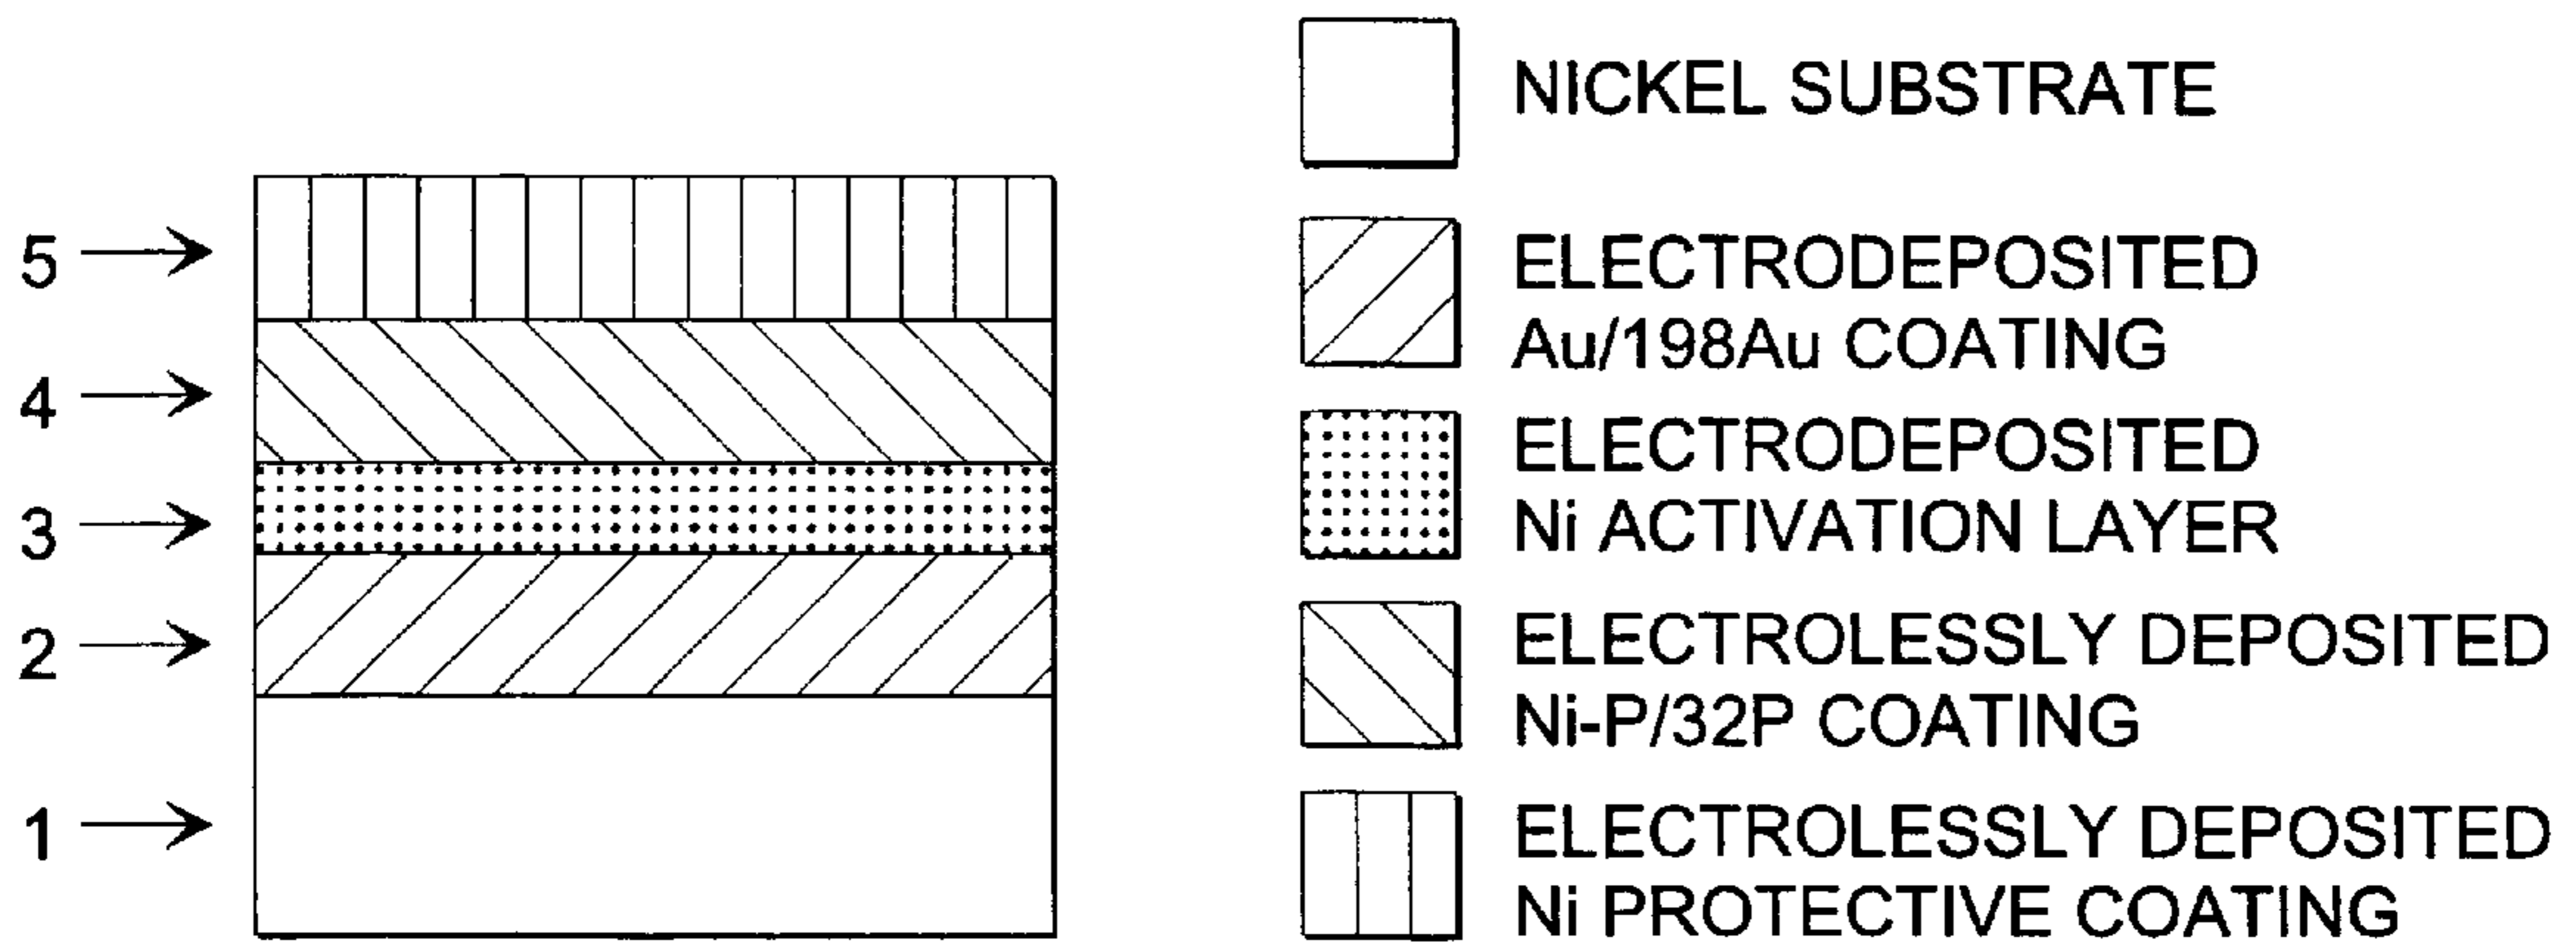 5
4
3
2
1
NICKEL SUBSTRATE
ELECTRODEPOSITED
Au/198Au COATING
ELECTRODEPOSITED
Ni ACTIVATION LAYER
ELECTROLESSLY DEPOSITED
Ni-P/32P COATING
ELECTROLESSLY DEPOSITED
Ni PROTECTIVE COATING